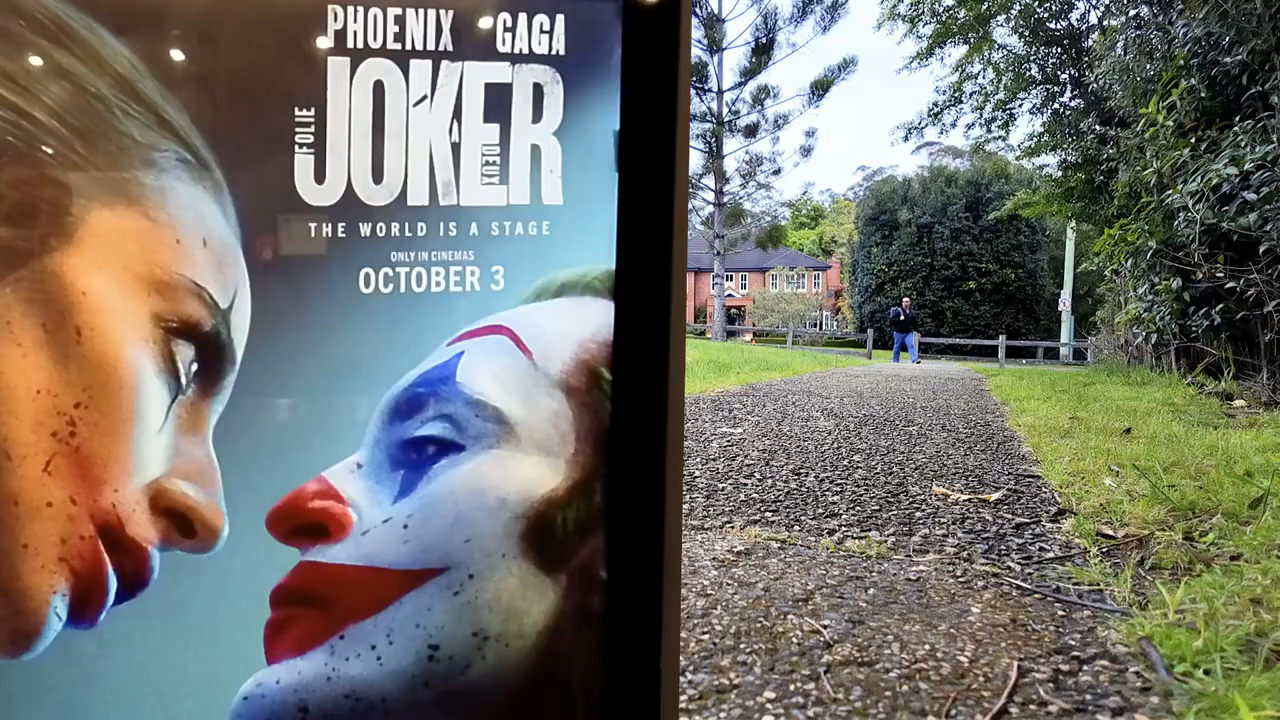 PHOENIX GAGA
JOKER
FOLIE
À
DEUX
THE WORLD IS A STAGE
ONLY IN CINEMAS
OCTOBER 3